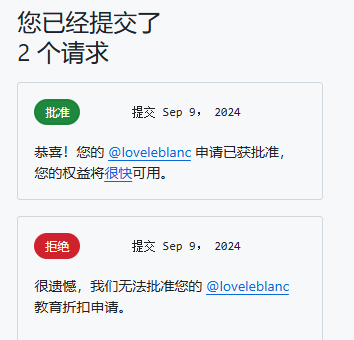 您已经提交了
2 个请求
批准 提交 Sep 9, 2024
恭喜！您的 @loveleblanc 申请已获批准，
您的权益将很快可用。
拒绝 提交 Sep 9, 2024
很遗憾，我们无法批准您的 @loveleblanc
教育折扣申请。